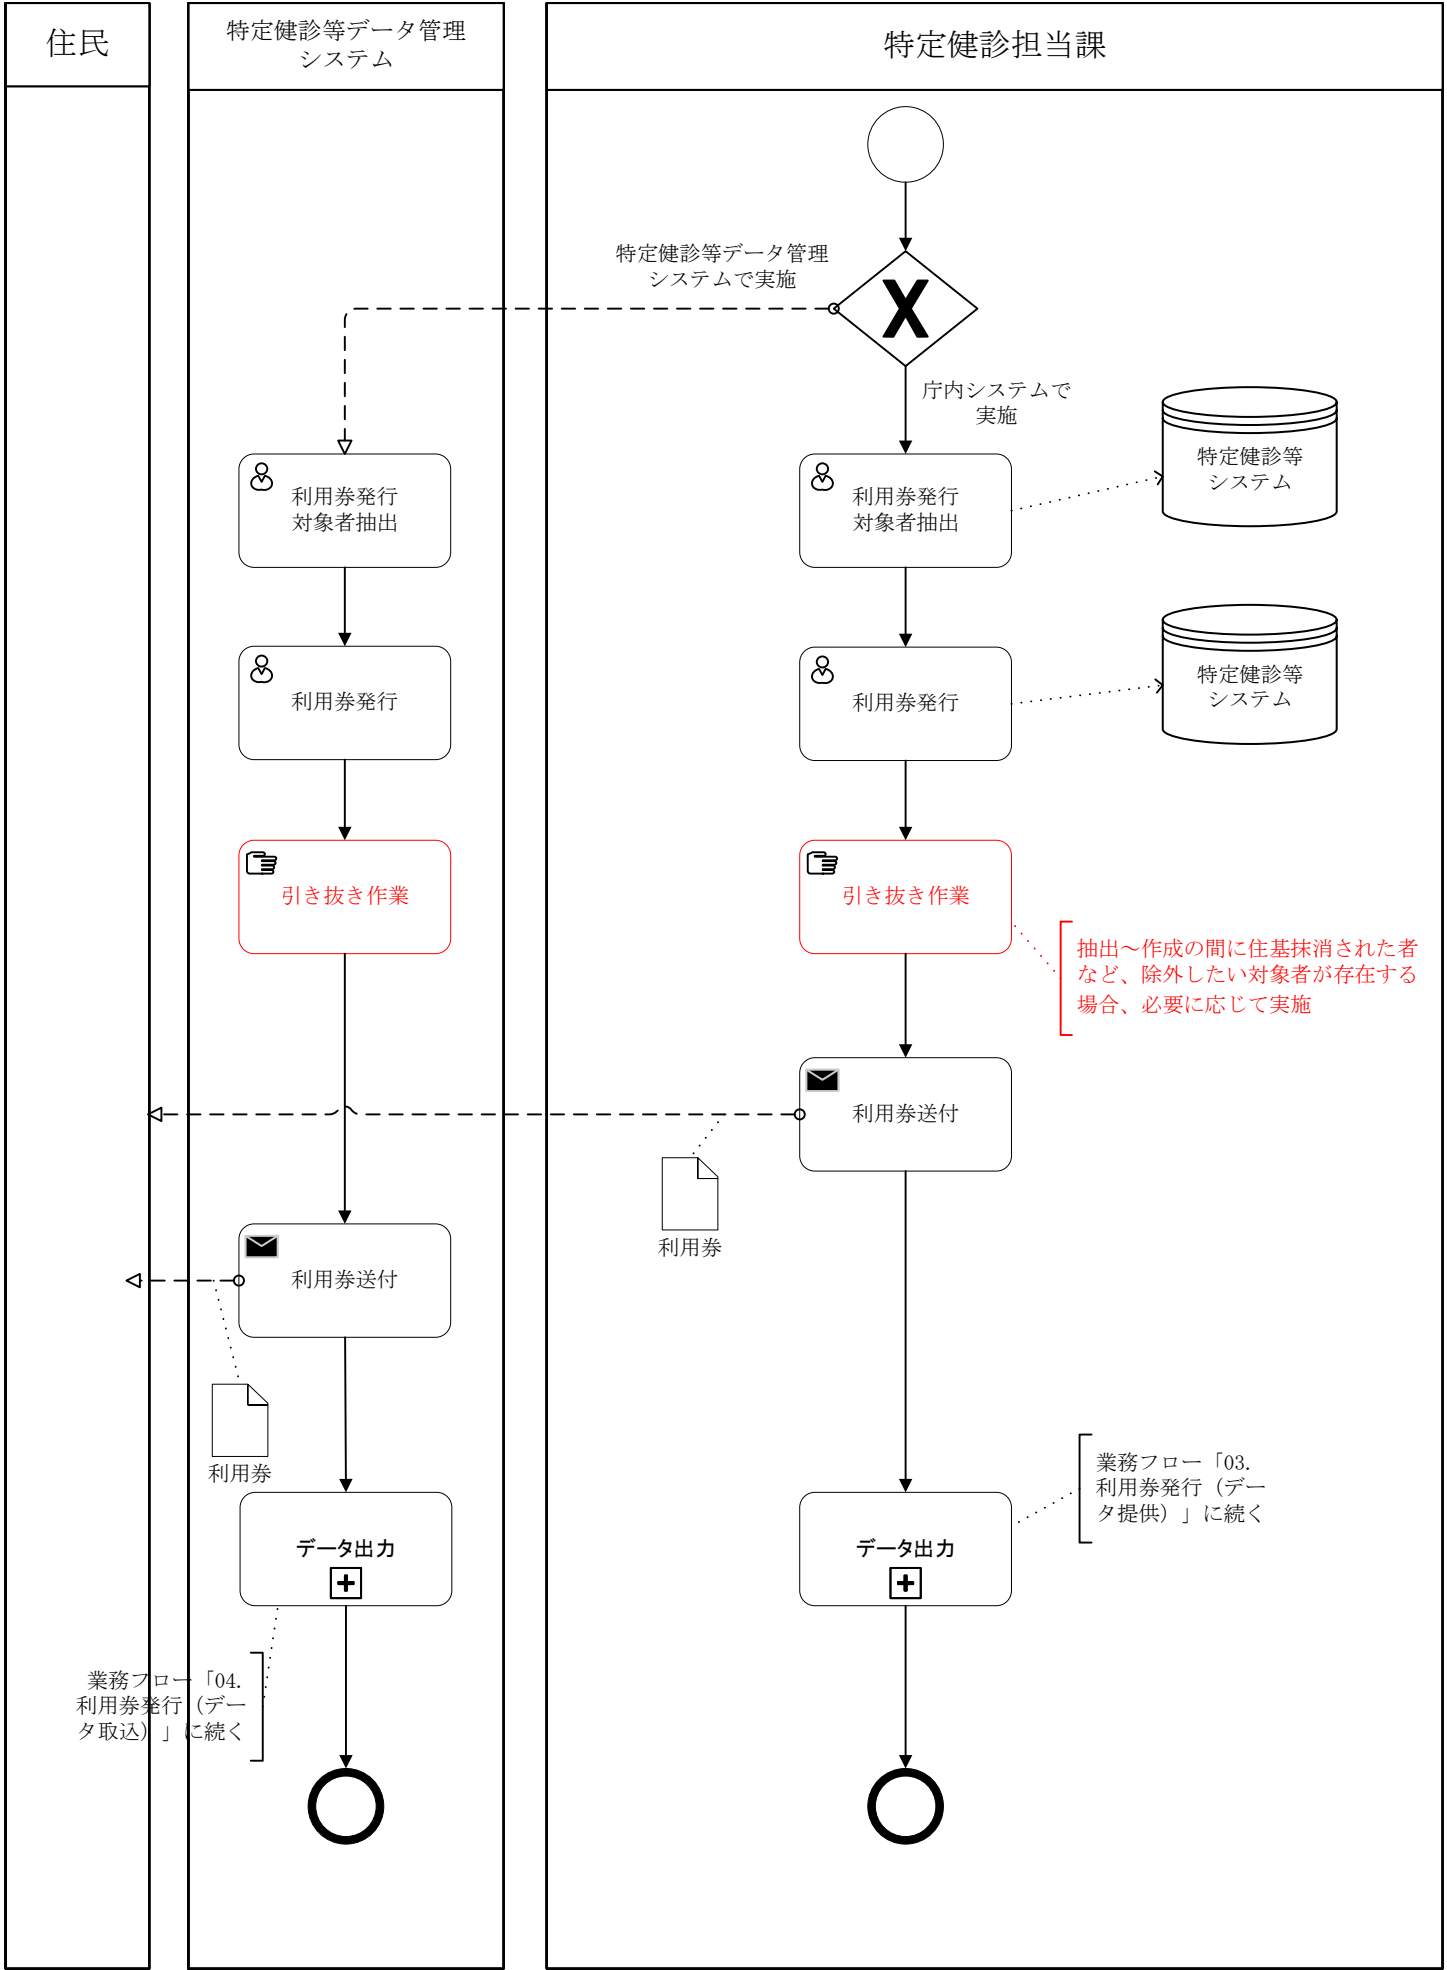 住民
特定健診等データ管理
システム
特定健診担当課
特定健診等データ管理
システムで実施
庁内システムで
実施
利用券発行
対象者抽出
利用券発行
対象者抽出
特定健診等
システム
利用券発行
利用券発行
特定健診等
システム
引き抜き作業
引き抜き作業
抽出～作成の間に住基抹消された者
など、除外したい対象者が存在する
場合、必要に応じて実施
利用券送付
利用券
利用券送付
利用券
データ出力
データ出力
業務フロー「03.
利用券発行（デー
タ提供）」に続く
業務フロー「04.
利用券発行（デー
タ取込）」に続く